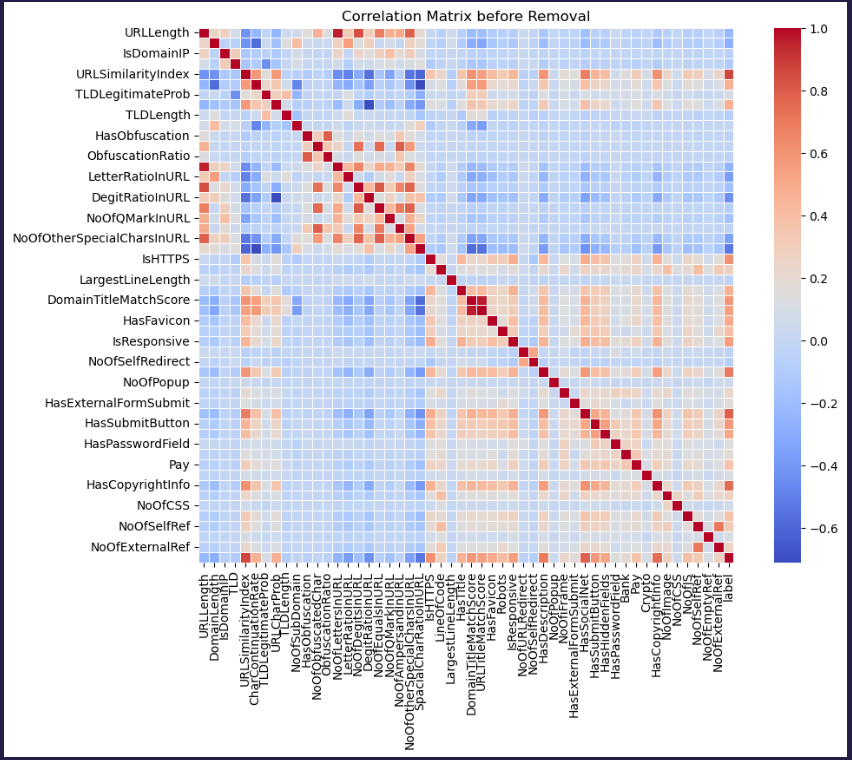 Correlation Matrix before Removal
URLLength
IsDomainIP
URLSimilarityIndex
TLDLegitimateProb
TLDLength
HasObfuscation
ObfuscationRatio
LetterRatioInURL
DegitRatioInURL
NoOfQMarkInURL
NoOfOtherSpecialCharsInURL
IsHTTPS
LargestLineLength
DomainTitleMatchScore
HasFavicon
IsResponsive
NoOfSelfRedirect
NoOfPopup
HasExternalFormSubmit
HasSubmitButton
HasPasswordField
Pay
HasCopyrightInfo
NoOfCSS
NoOfSelfRef
NoOfExternalRef
1.0
0.8
0.6
0.4
0.2
0.0
−0.2
−0.4
−0.6
URLLength
DomainLength
IsDomainIP
TLD
URLSimilarityIndex
CharContinuationRate
TLDLegitimateProb
URLCharProb
TLDLength
NoOfSubDomain
HasObfuscation
NoOfObfuscatedChar
ObfuscationRatio
NoOfLettersInURL
LetterRatioInURL
NoOfDegitsInURL
DegitRatioInURL
NoOfEqualsInURL
NoOfQMarkInURL
NoOfAmpersandInURL
NoOfOtherSpecialCharsInURL
SpacialCharRatioInURL
IsHTTPS
LineOfCode
LargestLineLength
HasTitle
DomainTitleMatchScore
URLTitleMatchScore
HasFavicon
Robots
IsResponsive
NoOfURLRedirect
NoOfSelfRedirect
HasDescription
NoOfPopup
NoOfiFrame
HasExternalFormSubmit
HasSocialNet
HasSubmitButton
HasHiddenFields
HasPasswordField
Bank
Pay
Crypto
HasCopyrightInfo
NoOfImage
NoOfCSS
NoOfJS
NoOfSelfRef
NoOfEmptyRef
NoOfExternalRef
label